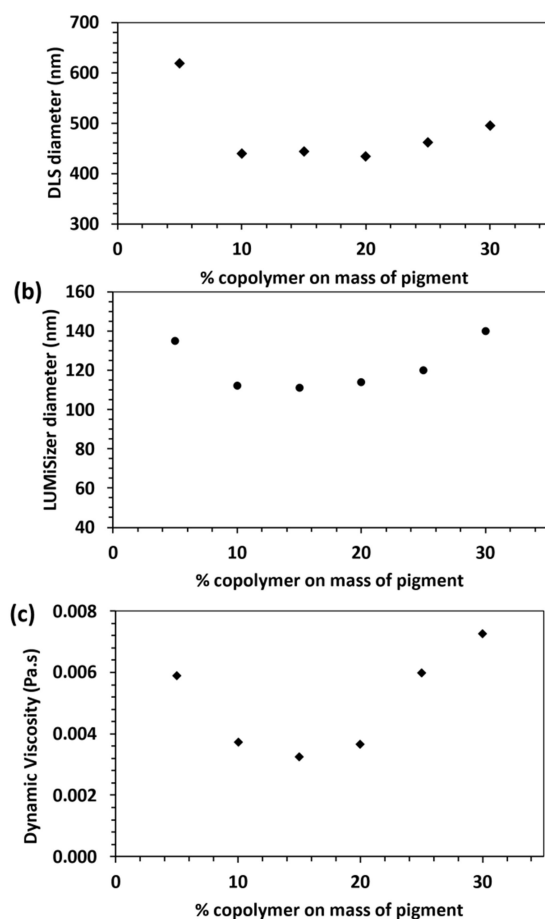 700
600
500
400
300
DLS diameter (nm)
0 10 20 30
% copolymer on mass of pigment
(b)
160
140
120
100
80
60
40
LUMiSizer diameter (nm)
0 10 20 30
% copolymer on mass of pigment
(c)
0.008
0.006
0.004
0.002
0.000
Dynamic Viscosity (Pa.s)
0 10 20 30
% copolymer on mass of pigment